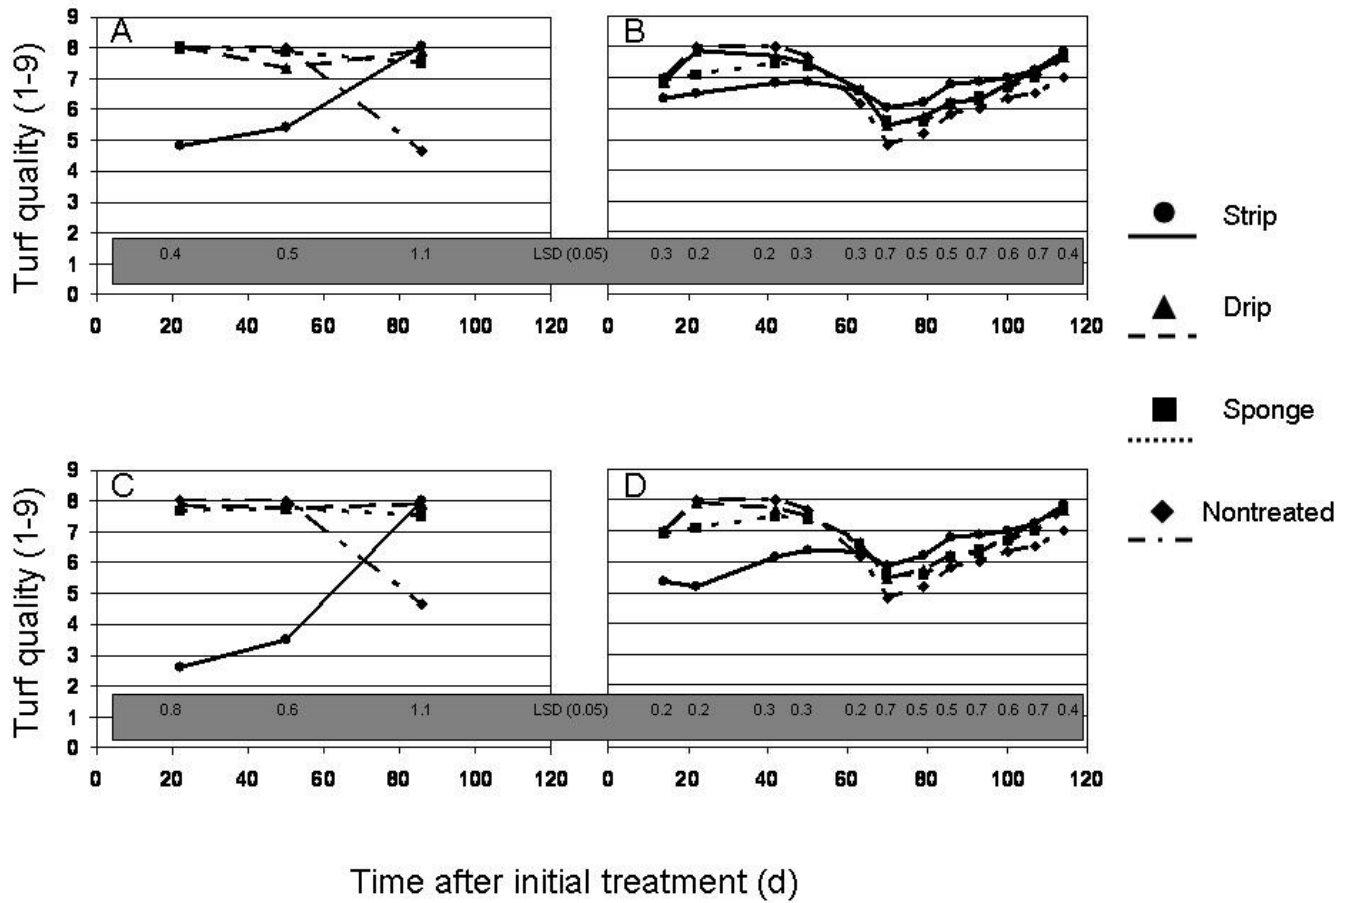 A
B
Turf quality (1-9)
9
8
7
6
5
4
3
2
1
0
0.4 0.5 1.1 LSD (0.05) 0.3 0.2 0.2 0.3 0.3 0.7 0.5 0.5 0.7 0.6 0.7 0.4
0 20 40 60 80 100 120
0 20 40 60 80 100 120
Strip
Drip
Sponge
Nontreated
C
D
Turf quality (1-9)
9
8
7
6
5
4
3
2
1
0
0.8 0.6 1.1 LSD (0.05) 0.2 0.2 0.3 0.3 0.2 0.7 0.5 0.5 0.7 0.6 0.7 0.4
0 20 40 60 80 100 120
0 20 40 60 80 100 120
Time after initial treatment (d)